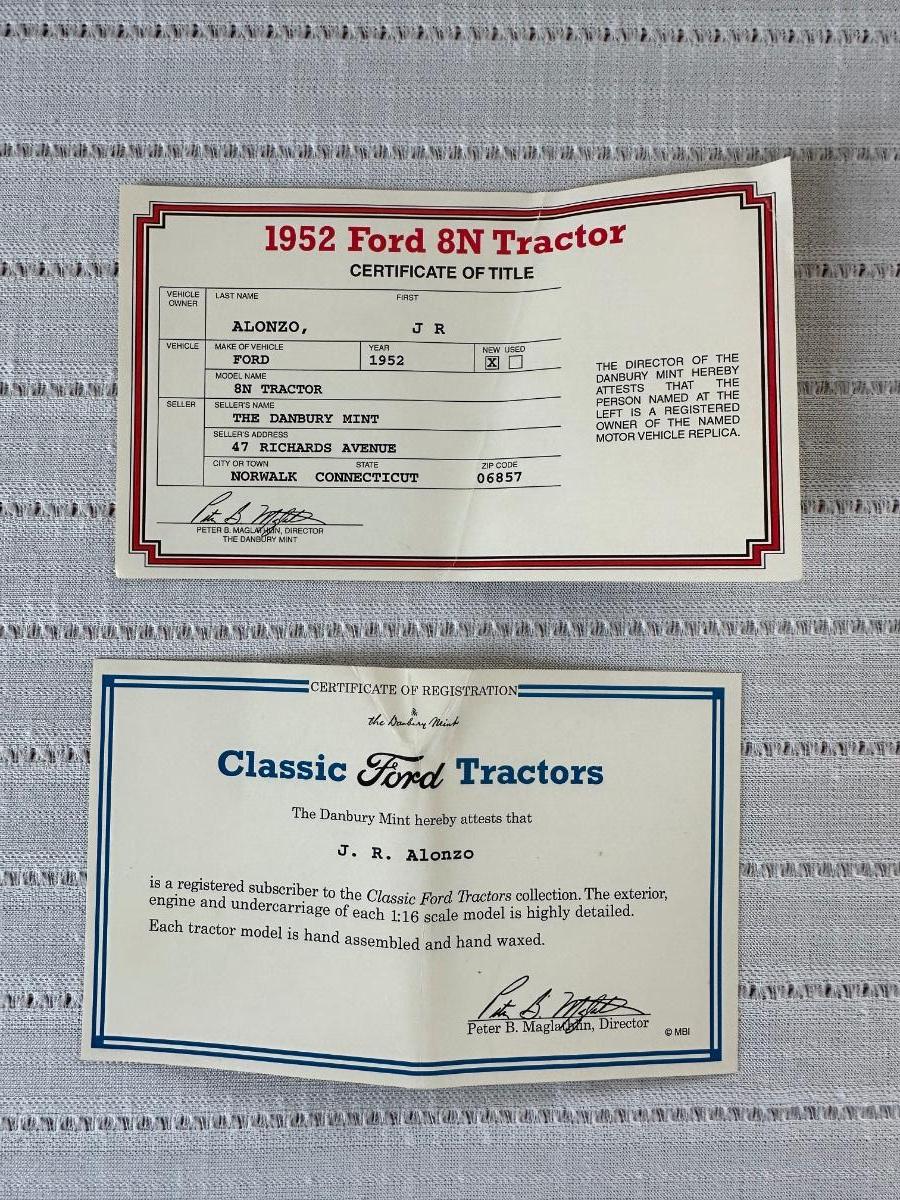 1952 Ford 8N Tractor
CERTIFICATE OF TITLE
VEHICLE OWNER LAST NAME FIRST
ALONZO, J R
VEHICLE MAKE OF VEHICLE YEAR NEW USED
FORD 1952 X
MODEL NAME
8N TRACTOR
SELLER SELLER'S NAME
THE DANBURY MINT
SELLER'S ADDRESS
47 RICHARDS AVENUE
CITY OR TOWN STATE ZIP CODE
NORWALK CONNECTICUT 06857
Peter B. Maglathlin
PETER B. MAGLATHLIN, DIRECTOR
THE DANBURY MINT
THE DIRECTOR OF THE
DANBURY MINT HEREBY
ATTESTS THAT THE
PERSON NAMED AT THE
LEFT IS A REGISTERED
OWNER OF THE NAMED
MOTOR VEHICLE REPLICA.
CERTIFICATE OF REGISTRATION
the Danbury Mint
Classic Ford Tractors
The Danbury Mint hereby attests that
J. R. Alonzo
is a registered subscriber to the Classic Ford Tractors collection. The exterior,
engine and undercarriage of each 1:16 scale model is highly detailed.
Each tractor model is hand assembled and hand waxed.
Peter B. Maglathlin
Peter B. Maglathlin, Director
© MBI